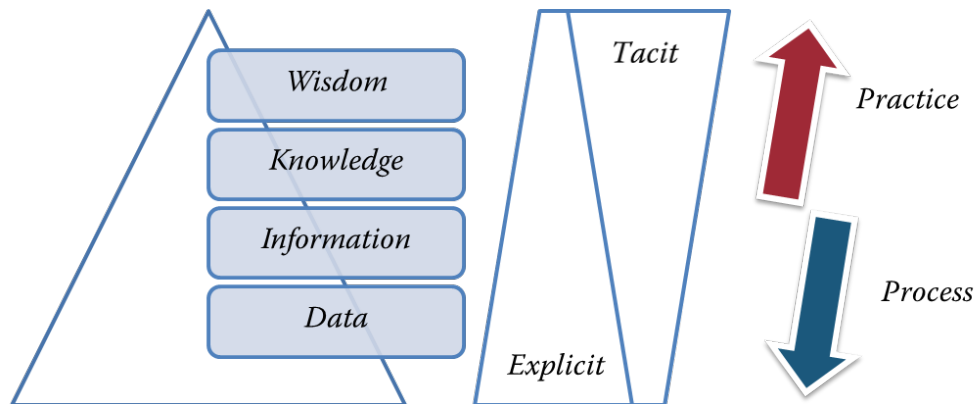 Wisdom
Knowledge
Information
Data
Tacit
Explicit
Practice
Process